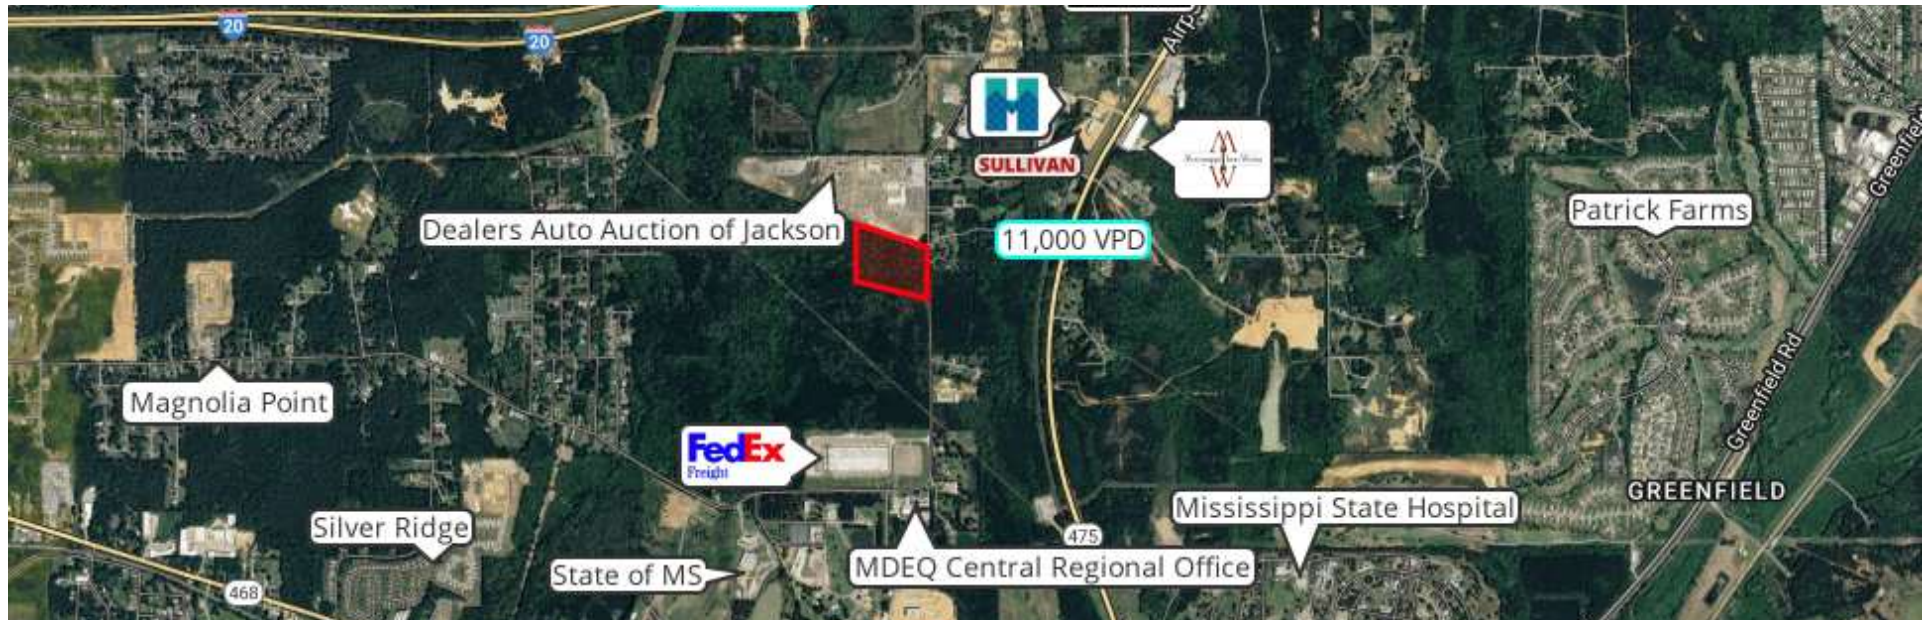 20
20
Airp
H
SULLIVAN
Patrick Farms
Greenfield
Dealers Auto Auction of Jackson
11,000 VPD
Magnolia Point
Greenfield Rd
FedEx
Freight
GREENFIELD
Mississippi State Hospital
Silver Ridge
475
State of MS
MDEQ Central Regional Office
468